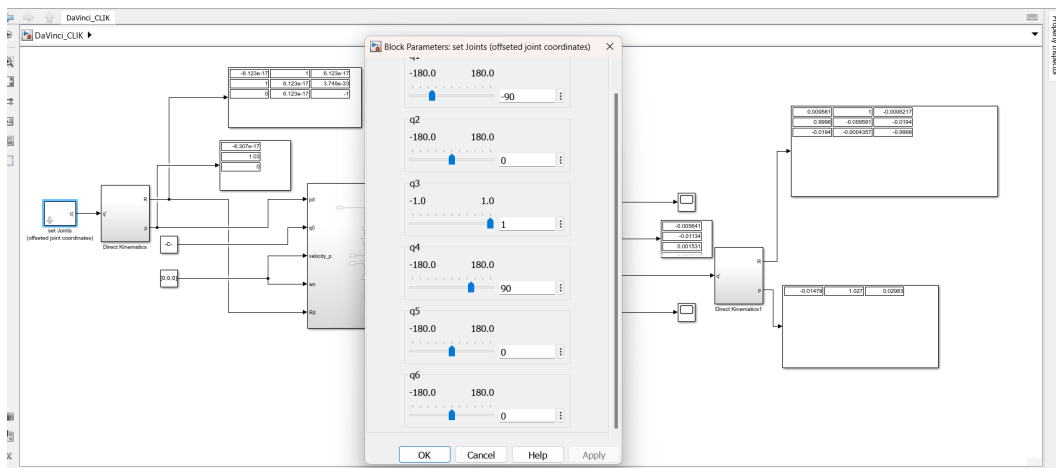 DaVinci_CLIK
DaVinci_CLIK
Property Inspector
Block Parameters: set Joints (offseted joint coordinates)
q1
-180.0 180.0
-90
q2
-180.0 180.0
0
q3
-1.0 1.0
1
q4
-180.0 180.0
90
q5
-180.0 180.0
0
q6
-180.0 180.0
0
OK Cancel Help Apply
-6.123e-17 1 6.123e-17
1 6.123e-17 3.749e-33
0 6.123e-17 -1
-6.307e-17
1.03
0
q'
set Joints
(offseted joint coordinates)
q'
R
p
Direct Kinematics
-C-
[0;0;0]
pd
q0
velocity_p
wn
Rd
-0.005641
-0.01134
0.001531
q'
R
p
Direct Kinematics1
0.009561 1 -0.0006217
0.9998 -0.009591 -0.0194
-0.0194 -0.0004357 -0.9998
-0.01478 1.027 0.02983